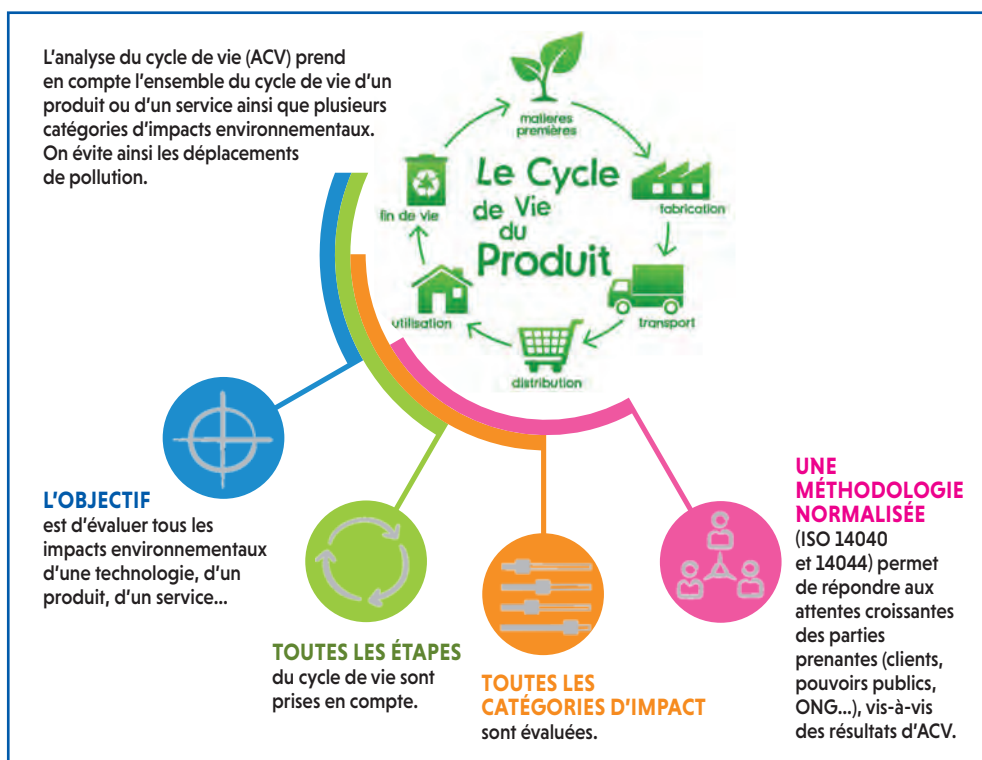 L'analyse du cycle de vie (ACV) prend
en compte l'ensemble du cycle de vie d'un
produit ou d'un service ainsi que plusieurs
catégories d'impacts environnementaux.
On évite ainsi les déplacements
de pollution.
matieres
premières
Le Cycle
de Vie
du
Produit
fabrication
transport
distribution
utilisation
fin de vie
L'OBJECTIF
est d'évaluer tous les
impacts environnementaux
d'une technologie, d'un
produit, d'un service...
TOUTES LES ÉTAPES
du cycle de vie sont
prises en compte.
TOUTES LES
CATÉGORIES D'IMPACT
sont évaluées.
UNE
MÉTHODOLOGIE
NORMALISÉE
(ISO 14040
et 14044) permet
de répondre aux
attentes croissantes
des parties
prenantes (clients,
pouvoirs publics,
ONG...), vis-à-vis
des résultats d'ACV.